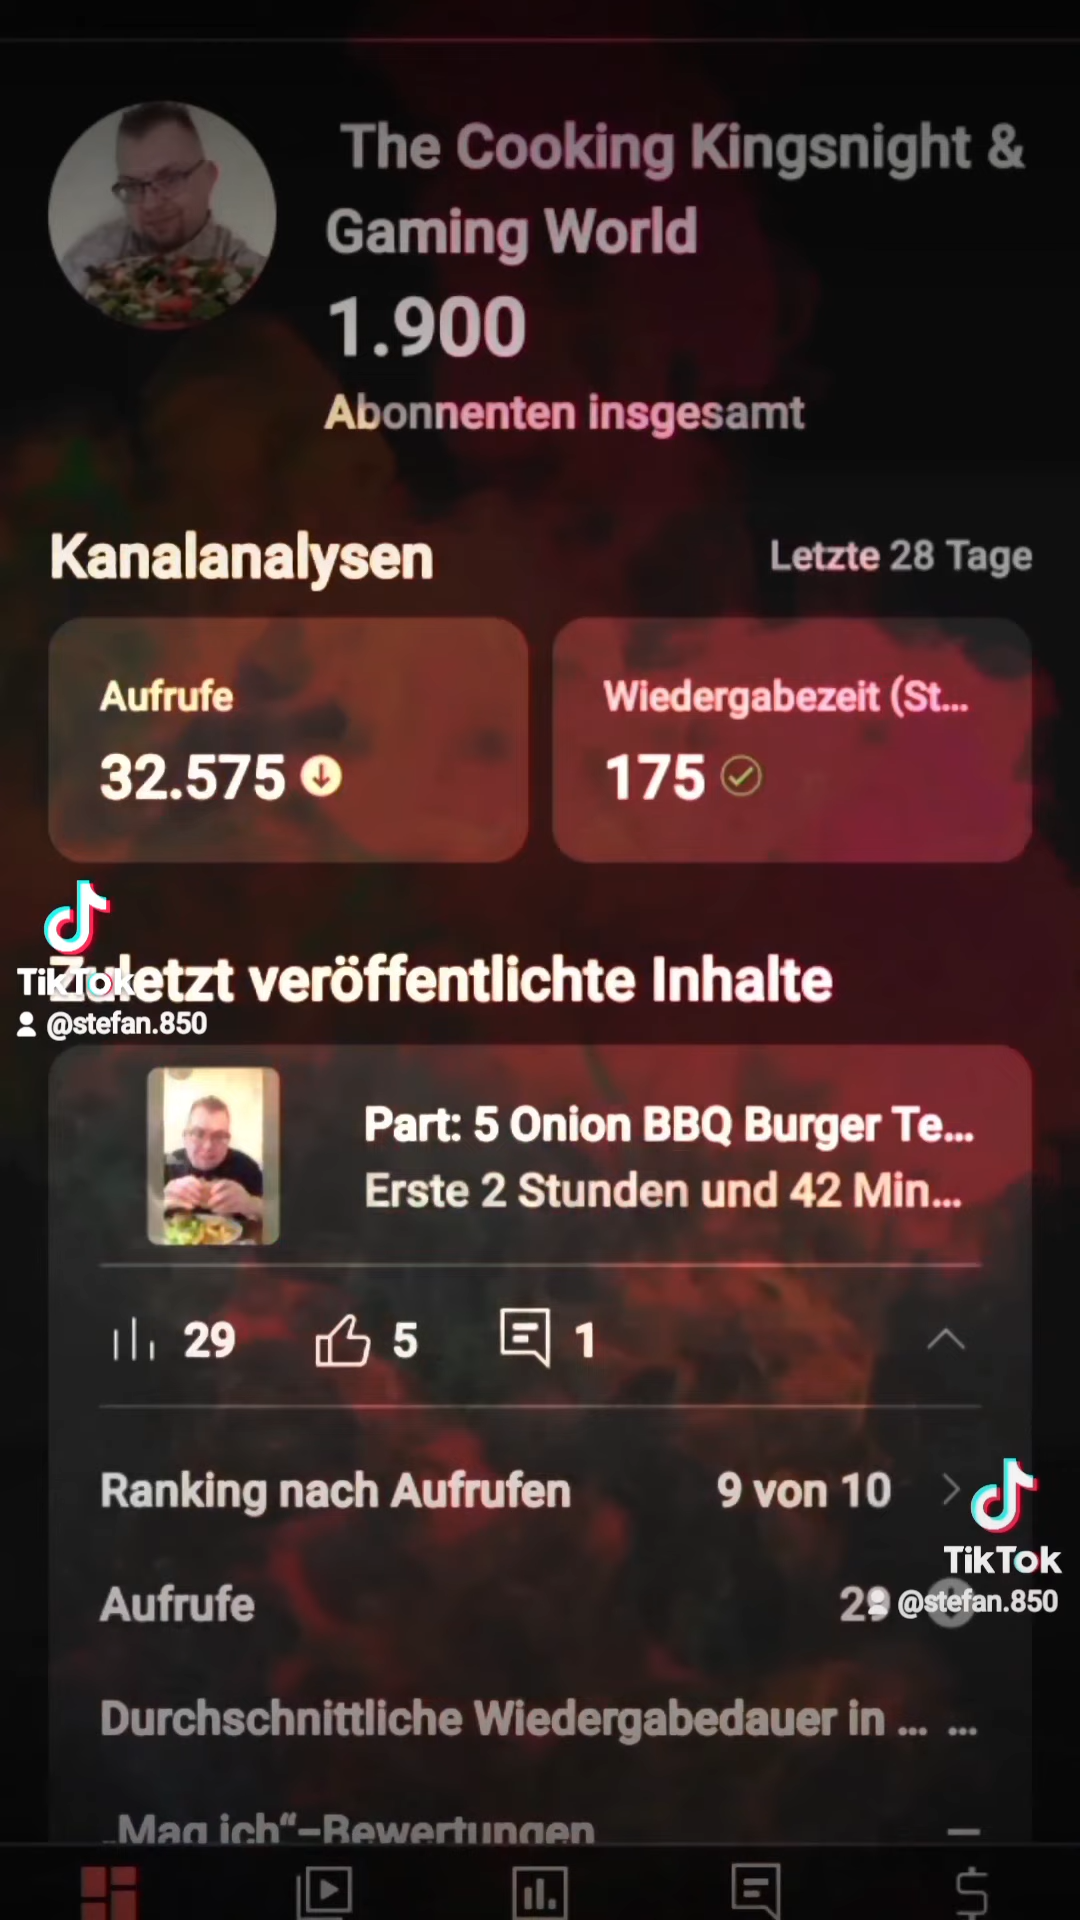 The Cooking Kingsnight &
Gaming World
1.900
Abonnenten insgesamt
Kanalanalysen
Letzte 28 Tage
Aufrufe
32.575
Wiedergabezeit (St...
175
TikTok
Zuletzt veröffentlichte Inhalte
@stefan.850
Part: 5 Onion BBQ Burger Te...
Erste 2 Stunden und 42 Min...
29
5
1
Ranking nach Aufrufen
9 von 10
TikTok
Aufrufe
29
@stefan.850
Durchschnittliche Wiedergabedauer in ... ...
„Mag ich“-Bewertungen
–